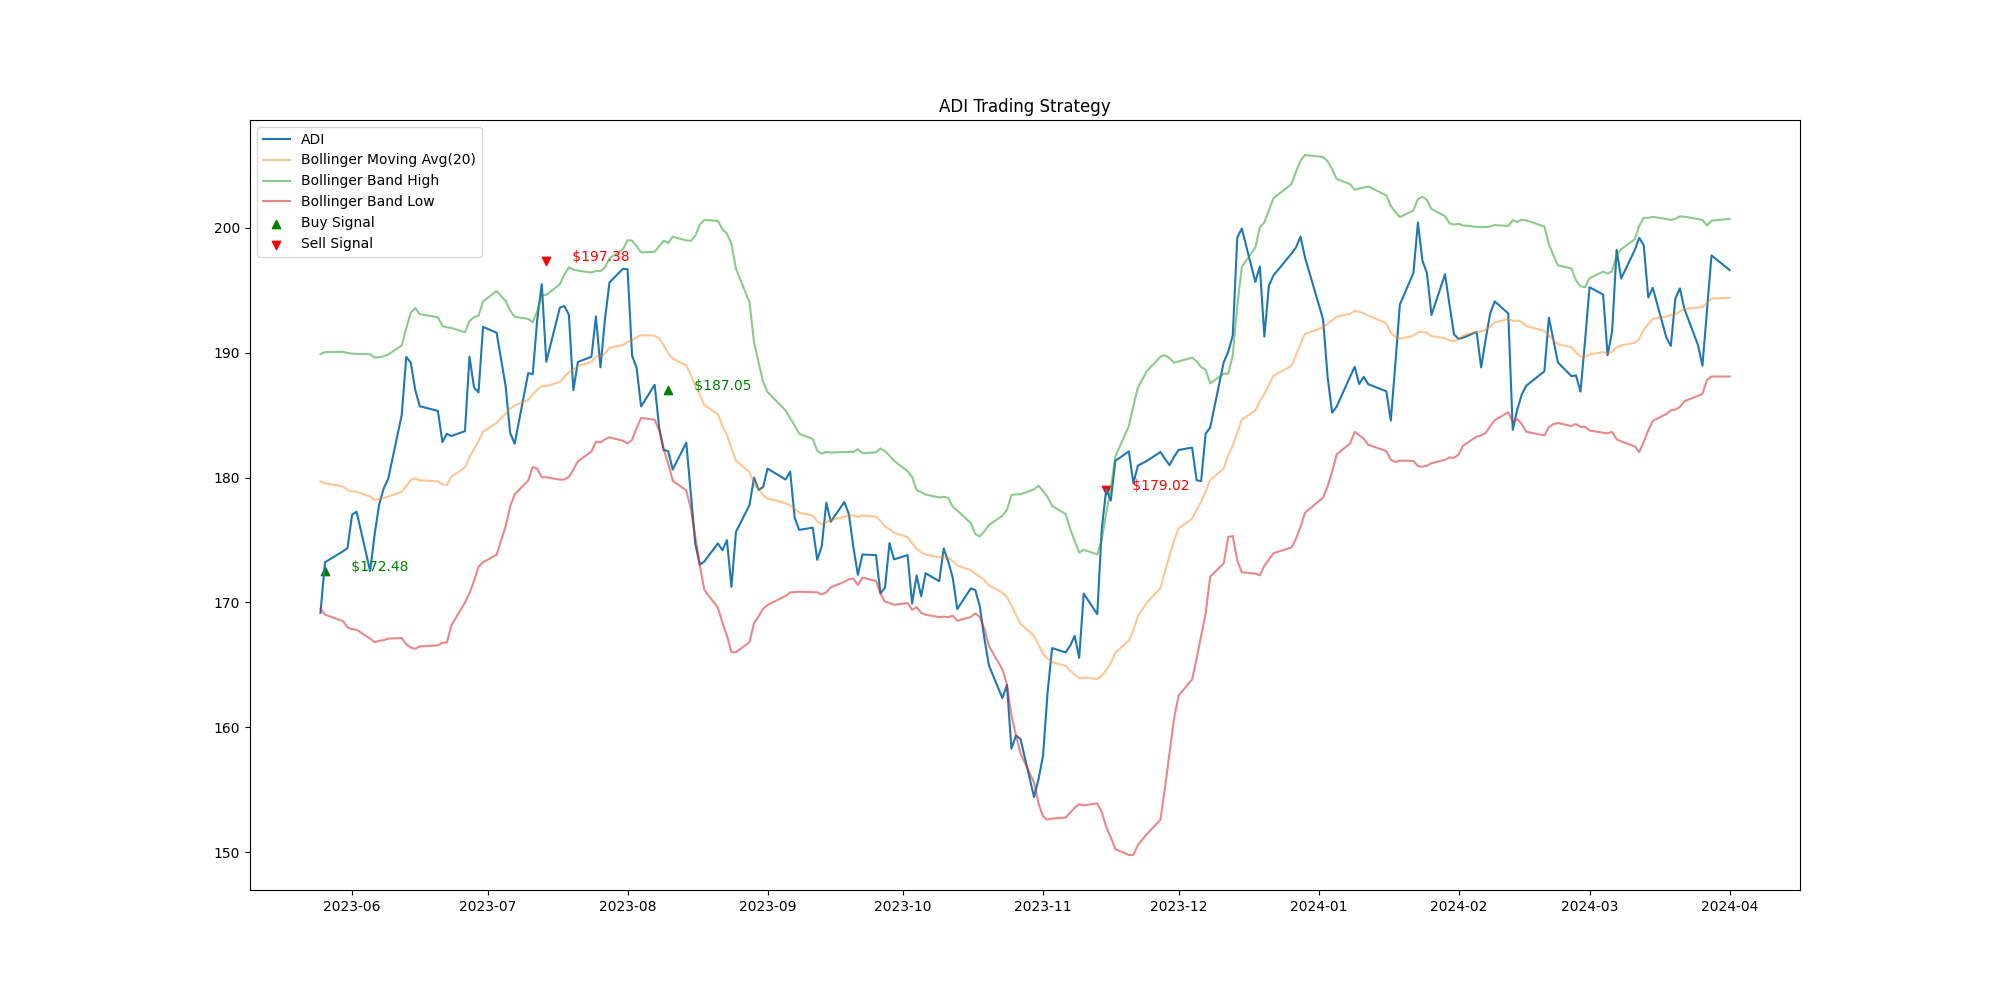 ADI Trading Strategy
ADI
Bollinger Moving Avg(20)
Bollinger Band High
Bollinger Band Low
Buy Signal
Sell Signal
200
190
180
170
160
150
$197.38
$187.05
$179.02
$172.48
2023-06 2023-07 2023-08 2023-09 2023-10 2023-11 2023-12 2024-01 2024-02 2024-03 2024-04